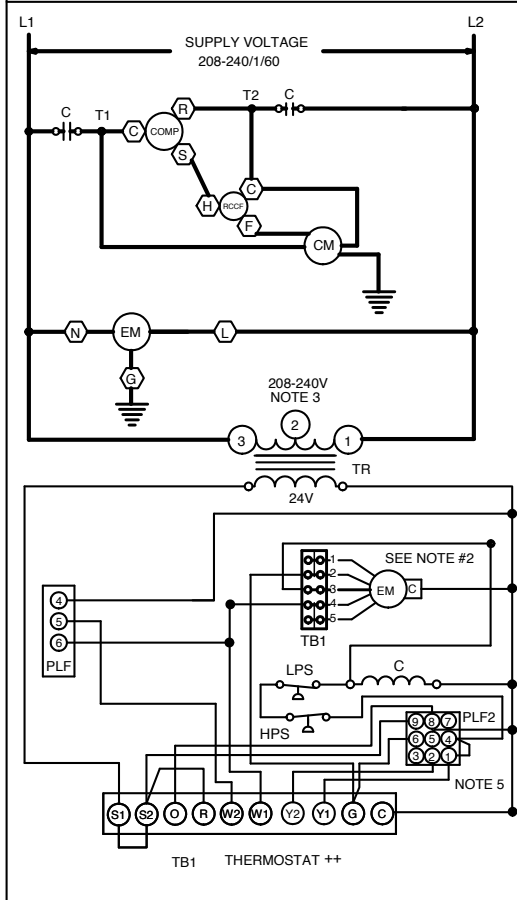 L1 L2
SUPPLY VOLTAGE
208-240/1/60
C T1 C COMP R S T2 C
H RCCF C F CM
N EM L
G
208-240V
NOTE 3
3 2 1
TR
24V
1
2
3
4
5
TB1
SEE NOTE #2
EM C
4
5
6
PLF
LPS C
HPS
9 8 7
6 5 4
3 2 1
PLF2
NOTE 5
S1 S2 O R W2 W1 Y2 Y1 G C
TB1 THERMOSTAT ++